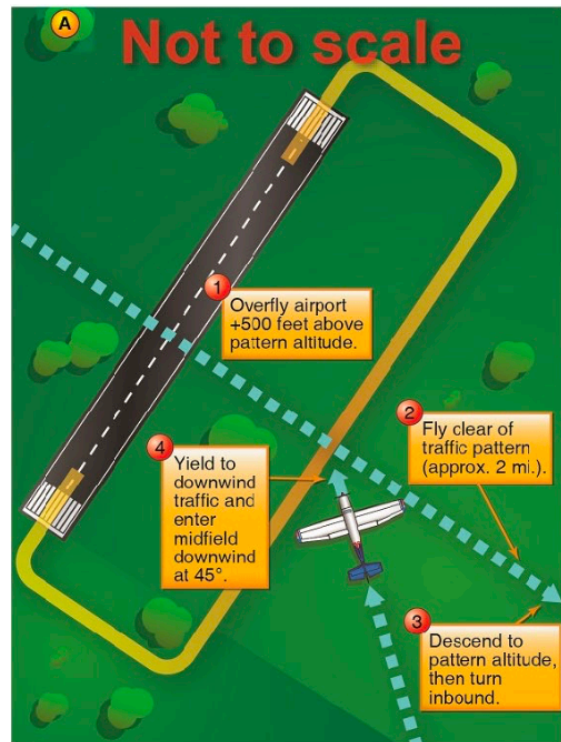 A
Not to scale
1
Overfly airport
+500 feet above
pattern altitude.
2
Fly clear of
traffic pattern
(approx. 2 mi.).
4
Yield to
downwind
traffic and
enter
midfield
downwind
at 45°.
3
Descend to
pattern altitude,
then turn
inbound.